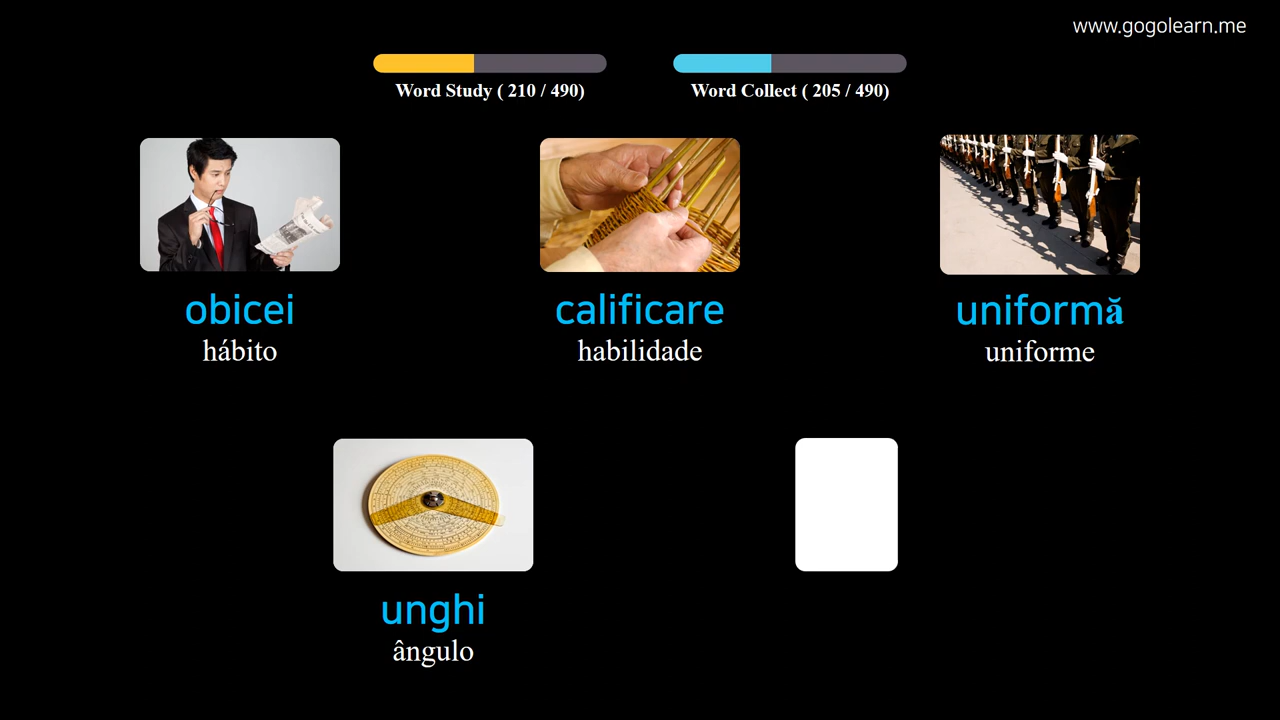 www.gogolearn.me
Word Study ( 210 / 490)
Word Collect ( 205 / 490)
obicei
hábito
calificare
habilidade
uniformă
uniforme
unghi
ângulo